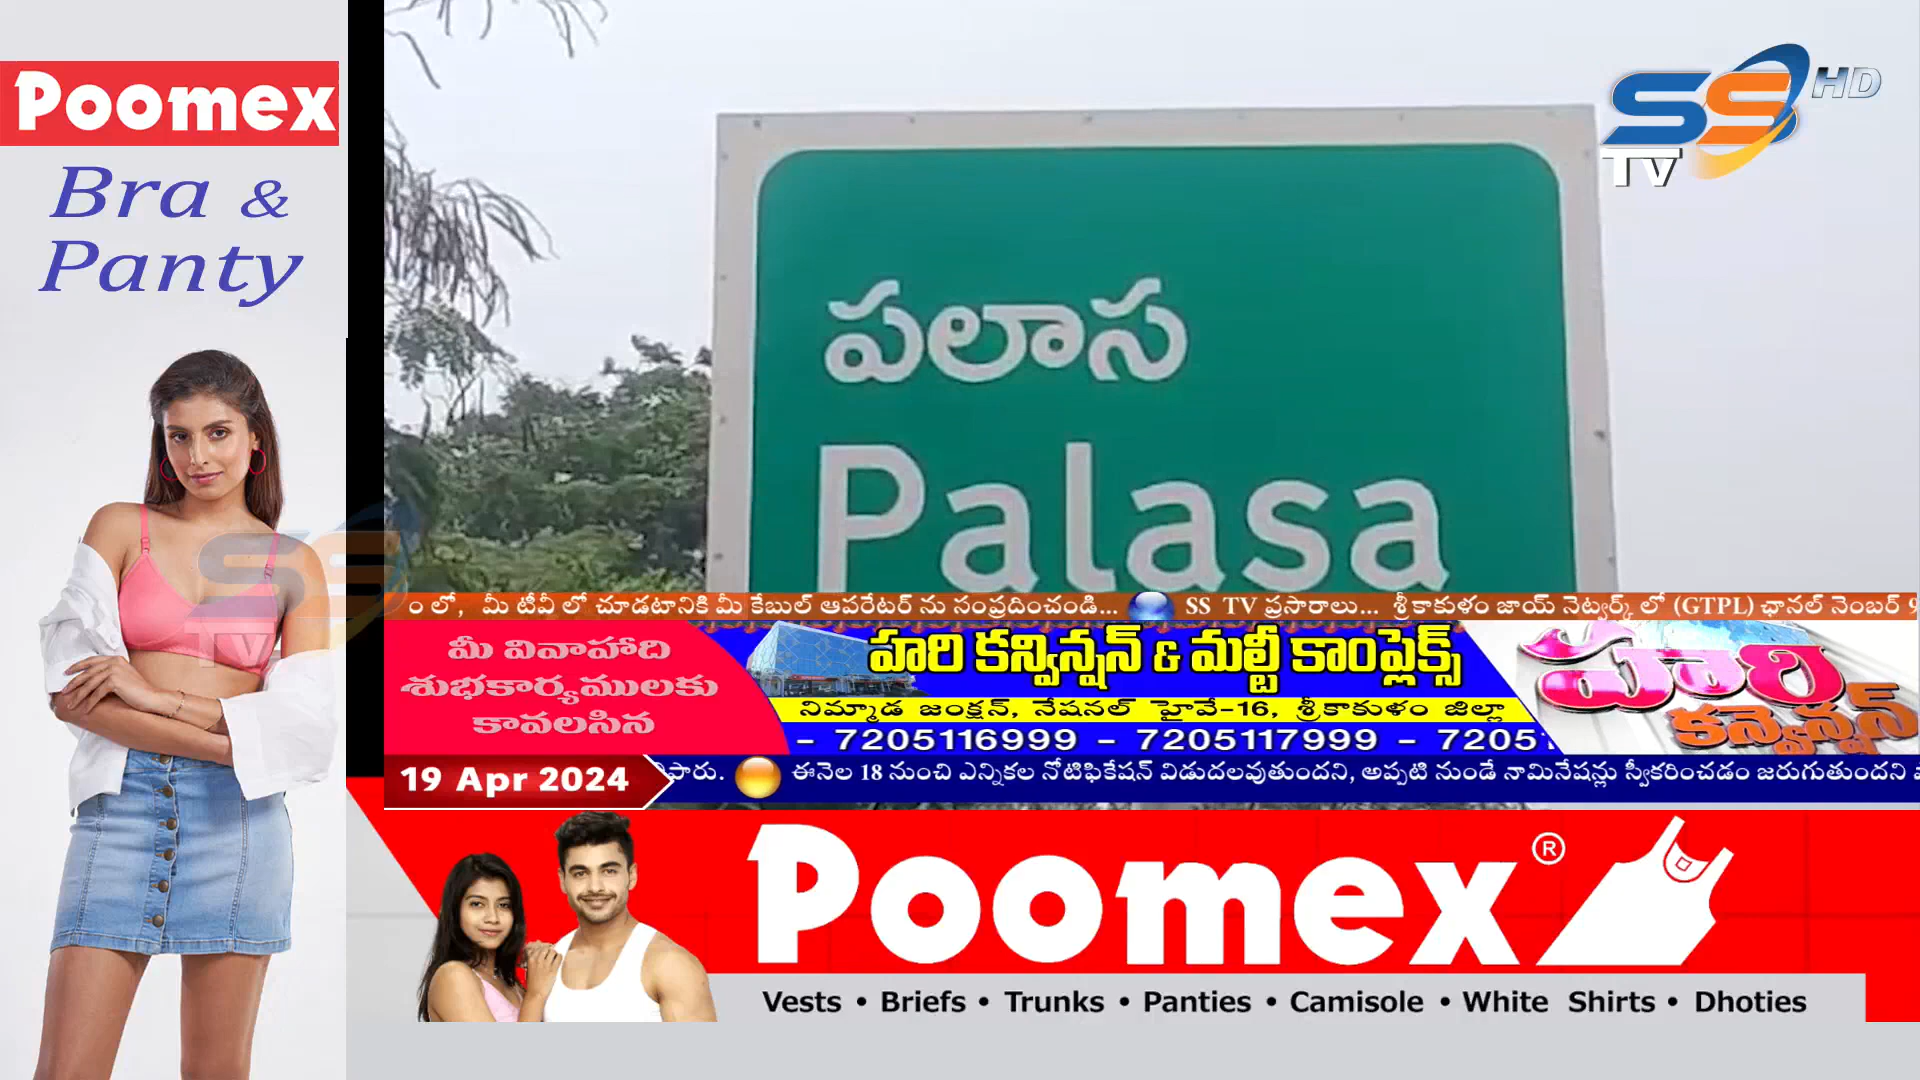 Poomex
Bra &
Panty
SS HD
TV
పలాస
Palasa
లో, మీ టీవీ లో చూడటానికి మీ కేబుల్ ఆపరేటర్ ను సంప్రదించండి... SS TV ప్రసారాలు... శ్రీకాకుళం జాయ్ నెట్వర్క్ లో (GTPL) ఛానల్ నెంబర్ 9
మీ వివాహాది
శుభకార్యములకు
కావలసిన
హరి కన్విన్షన్ & మల్టీ కాంప్లెక్స్
నిమ్మాడ జంక్షన్, నేషనల్ హైవే-16, శ్రీకాకుళం జిల్లా
- 7205116999 - 7205117999 - 7205
హరి
కన్వెన్షన్
19 Apr 2024
ఈనెల 18 నుంచి ఎన్నికల నోటిఫికేషన్ విడుదలవుతుందని, అప్పటి నుండే నామినేషన్లు స్వీకరించడం జరుగుతుందని
SS
TV
Poomex®
Vests • Briefs • Trunks • Panties • Camisole • White Shirts • Dhoties